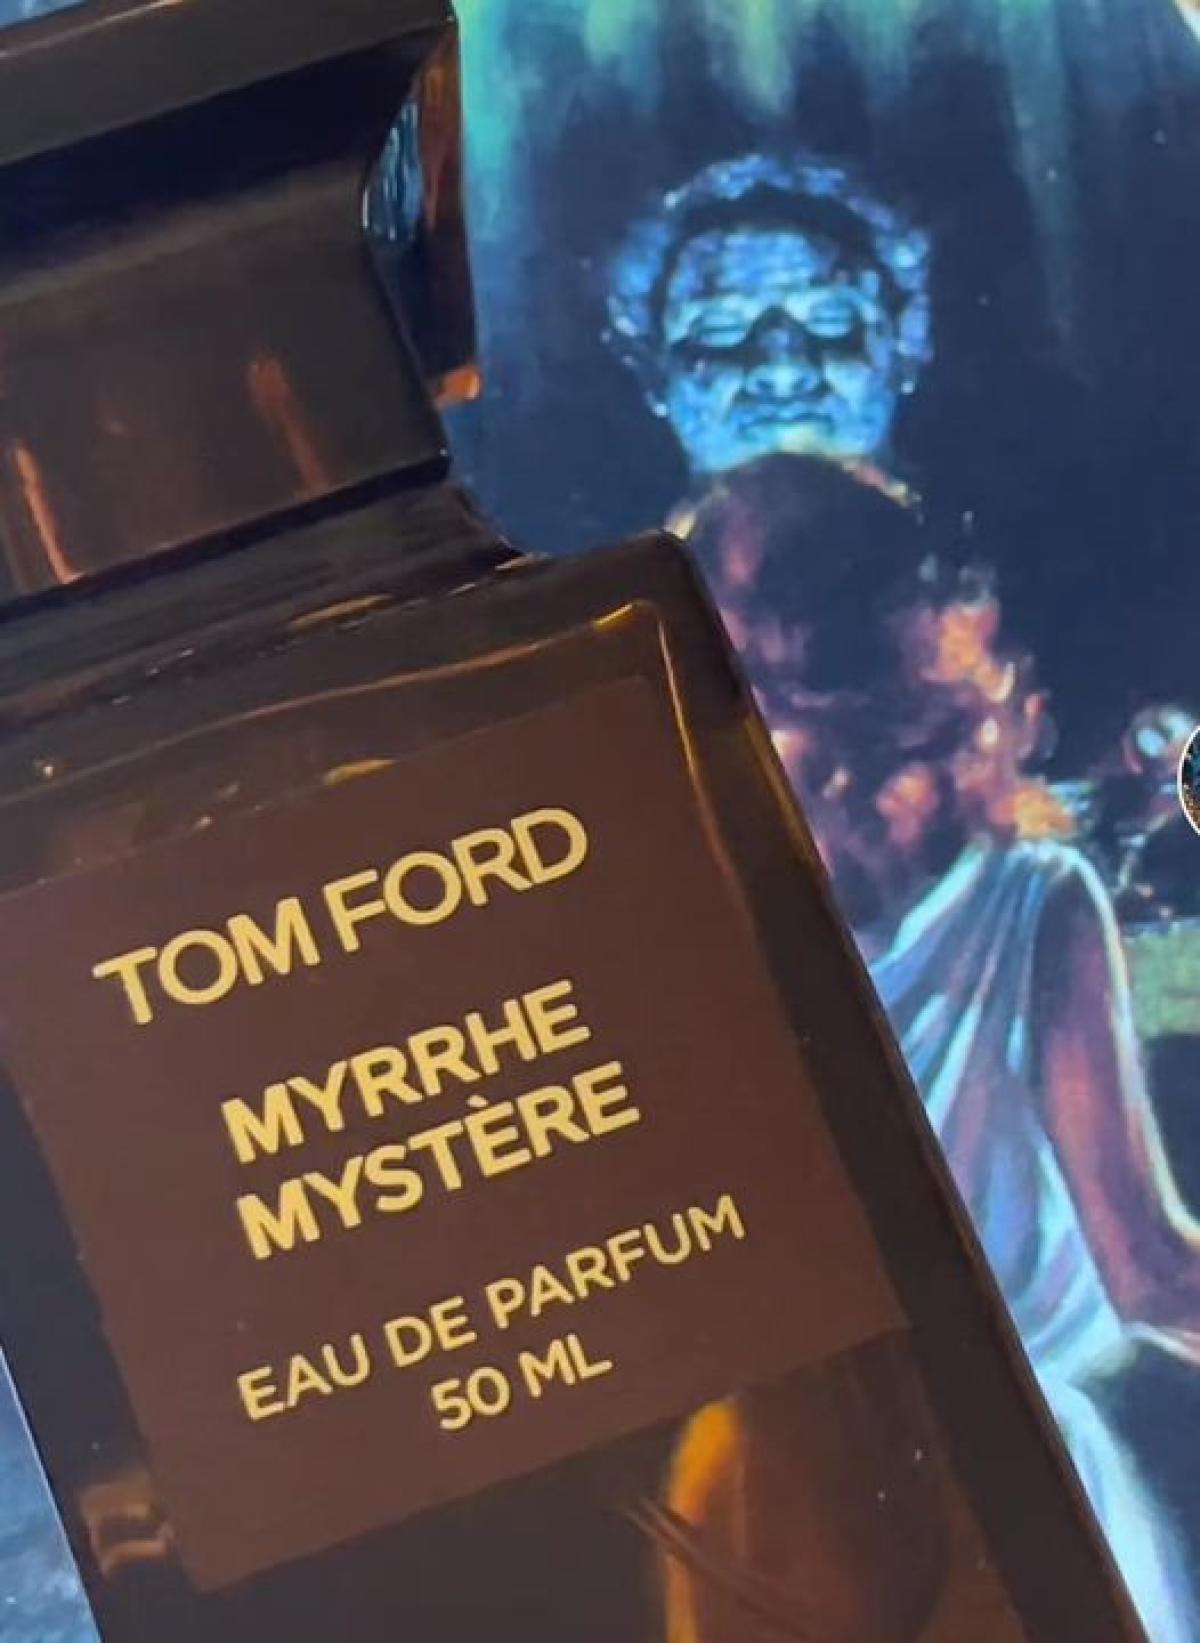 TOM FORD
MYRRHE
MYSTÈRE
EAU DE PARFUM
50 ML